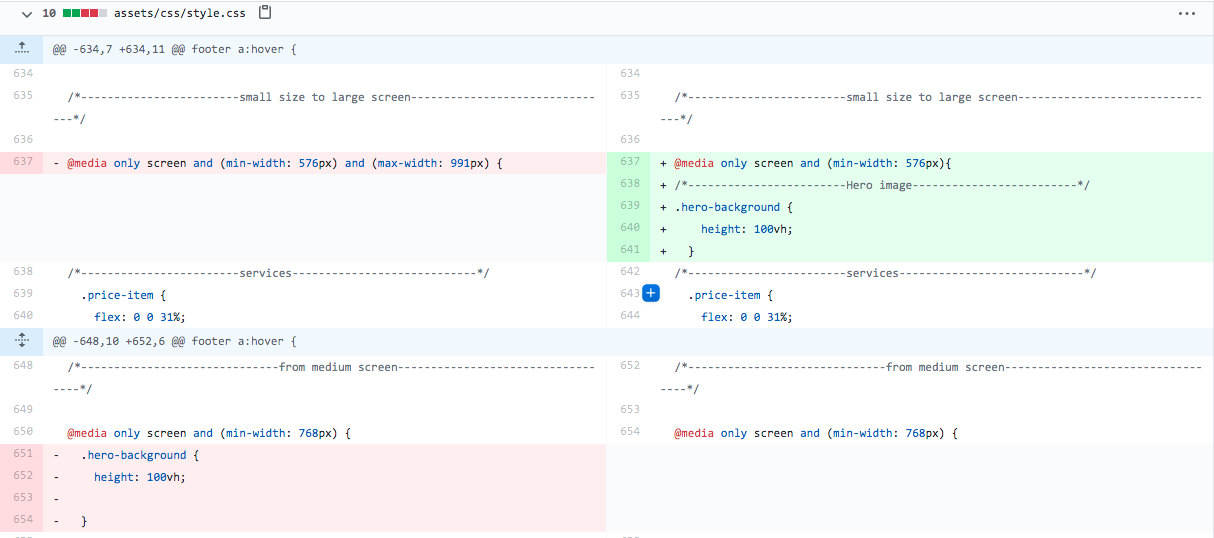 10 assets/css/style.css
@@ -634,7 +634,11 @@ footer a:hover {
634 634
635 /*------------------------small size to large screen---------------------------- 635 /*------------------------small size to large screen----------------------------
---*/ ---*/
636 636
637 - @media only screen and (min-width: 576px) and (max-width: 991px) { 637 + @media only screen and (min-width: 576px){
638 + /*------------------------Hero image-------------------------*/
639 + .hero-background {
640 + height: 100vh;
641 + }
638 /*------------------------services----------------------------*/ 642 /*------------------------services----------------------------*/
639 .price-item { 643 + .price-item {
640 flex: 0 0 31%; 644 flex: 0 0 31%;
@@ -648,10 +652,6 @@ footer a:hover {
648 /*------------------------------from medium screen------------------------------ 652 /*------------------------------from medium screen------------------------------
----*/ ----*/
649 653
650 @media only screen and (min-width: 768px) { 654 @media only screen and (min-width: 768px) {
651 - .hero-background {
652 - height: 100vh;
653 -
654 - }